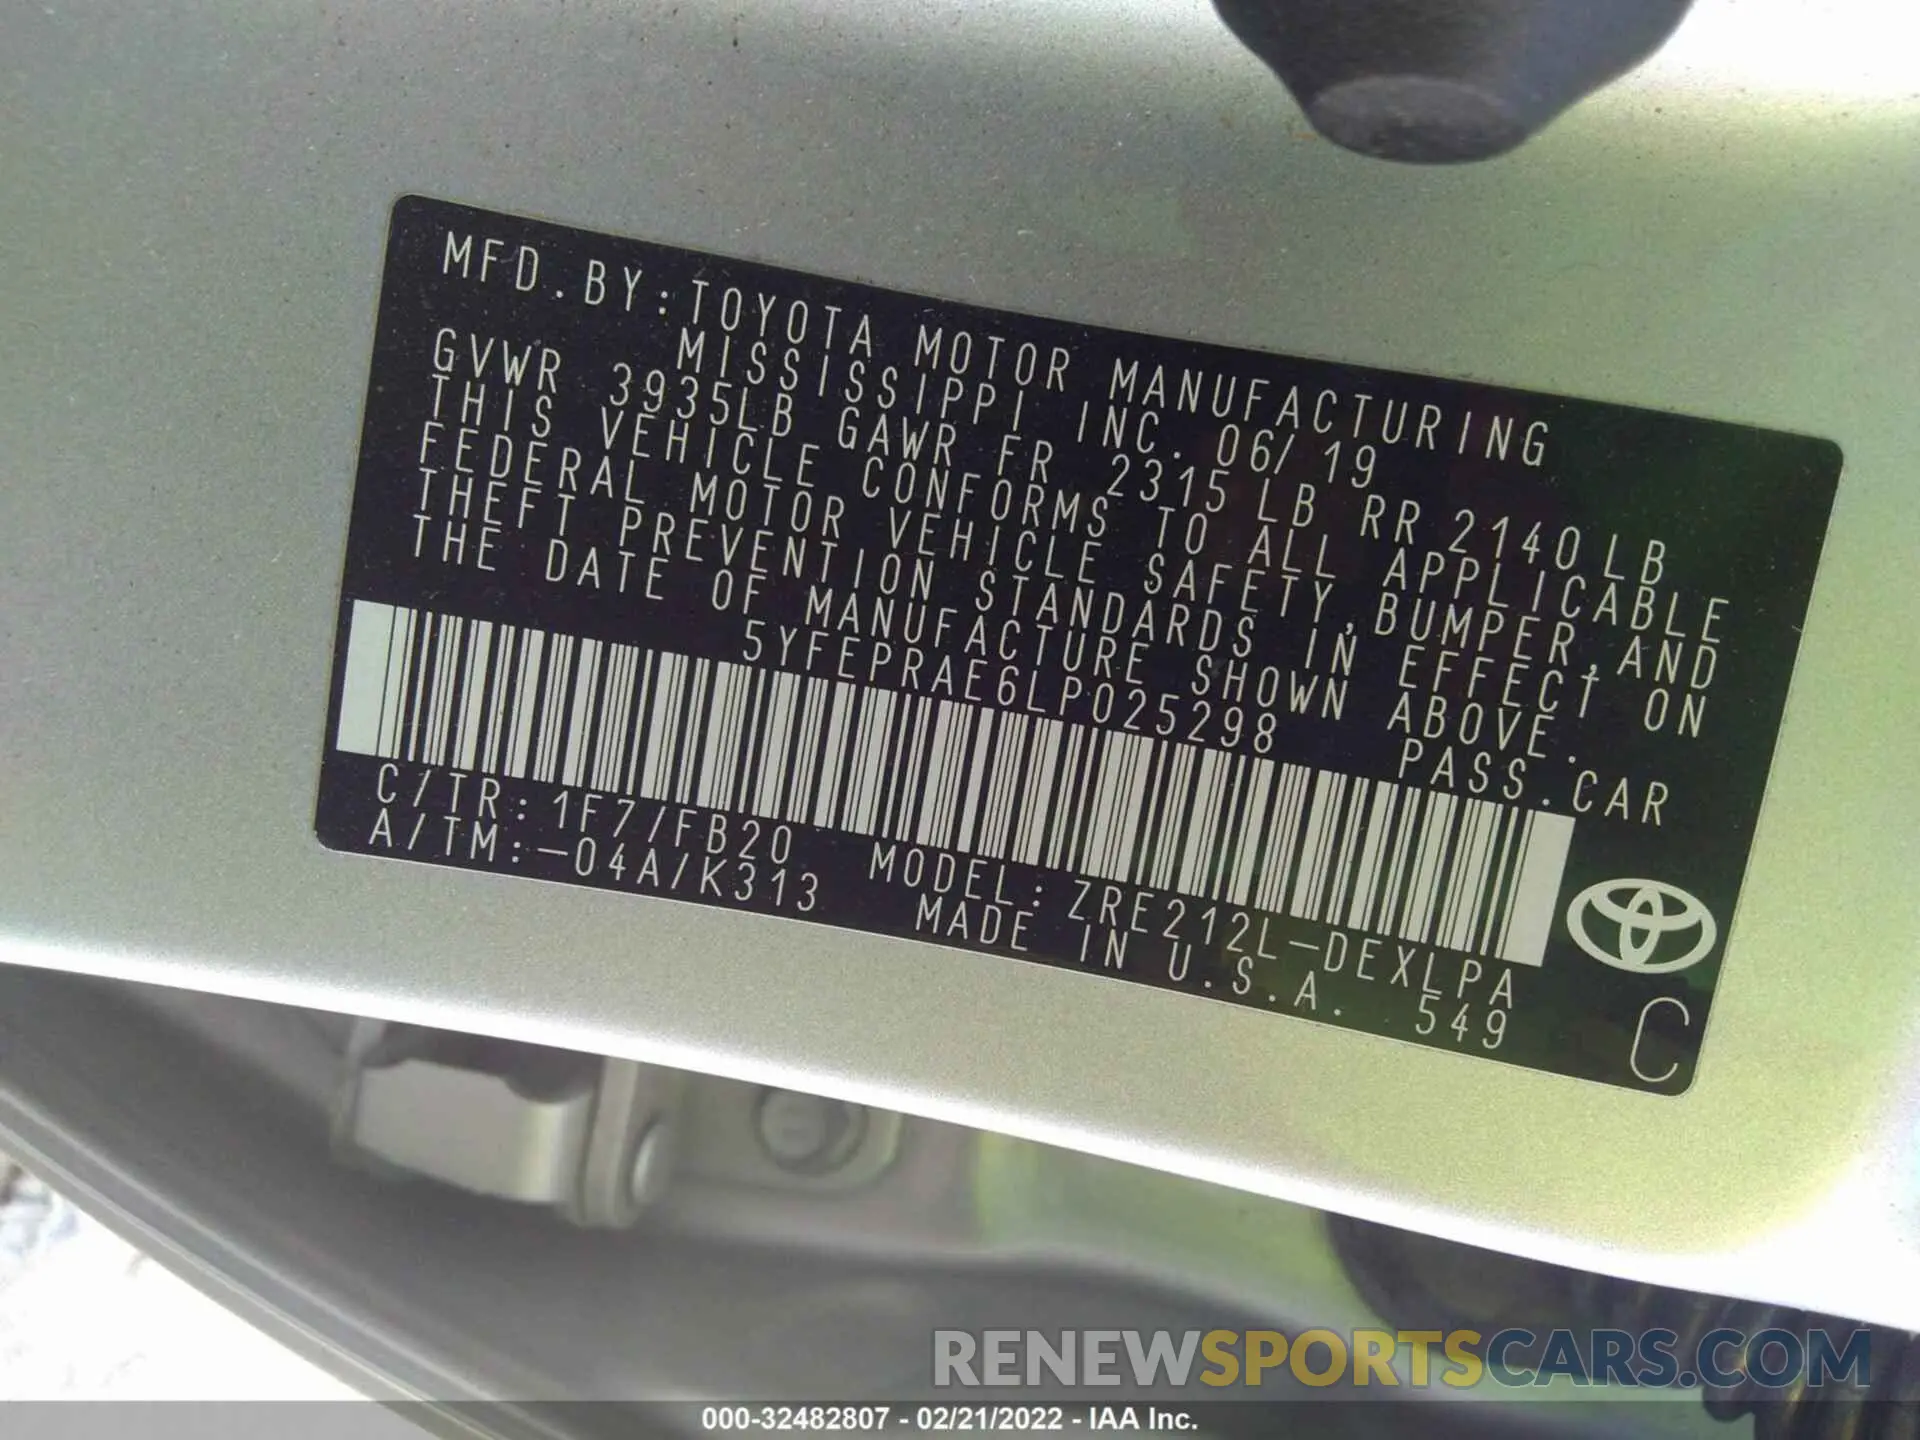 MFD.BY:TOYOTA MOTOR MANUFACTURING
MISSISSIPPI INC. 06/19
GVWR 3935LB GAWR FR 2315LB RR 2140LB
THIS VEHICLE CONFORMS TO ALL APPLICABLE
FEDERAL MOTOR VEHICLE SAFETY,BUMPER,AND
THEFT PREVENTION STANDARDS IN EFFECT ON
THE DATE OF MANUFACTURE SHOWN ABOVE.
5YFEPRAE6LP025298 PASS.CAR
C/TR:1F7/FB20 MODEL:ZRE212L-DEXLPA
A/TM:-04A/K313 MADE IN U.S.A. 549
C
RENEWSPORTSCARS.COM
000-32482807 - 02/21/2022 - IAA Inc.